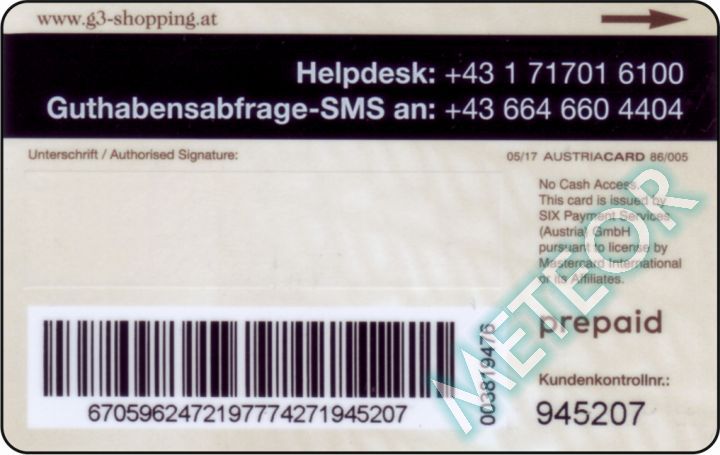 www.g3-shopping.at
Helpdesk: +43 1 71701 6100
Guthabensabfrage-SMS an: +43 664 660 4404
Unterschrift / Authorised Signature:
05/17 AUSTRIACARD 86/005
No Cash Access.
This card is issued by
SIX Payment Services
(Austria) GmbH
pursuant to license by
Mastercard International
or its Affiliates.
prepaid
Kundenkontrollnr.:
945207
67059624721977774271945207
003819476
METEOR